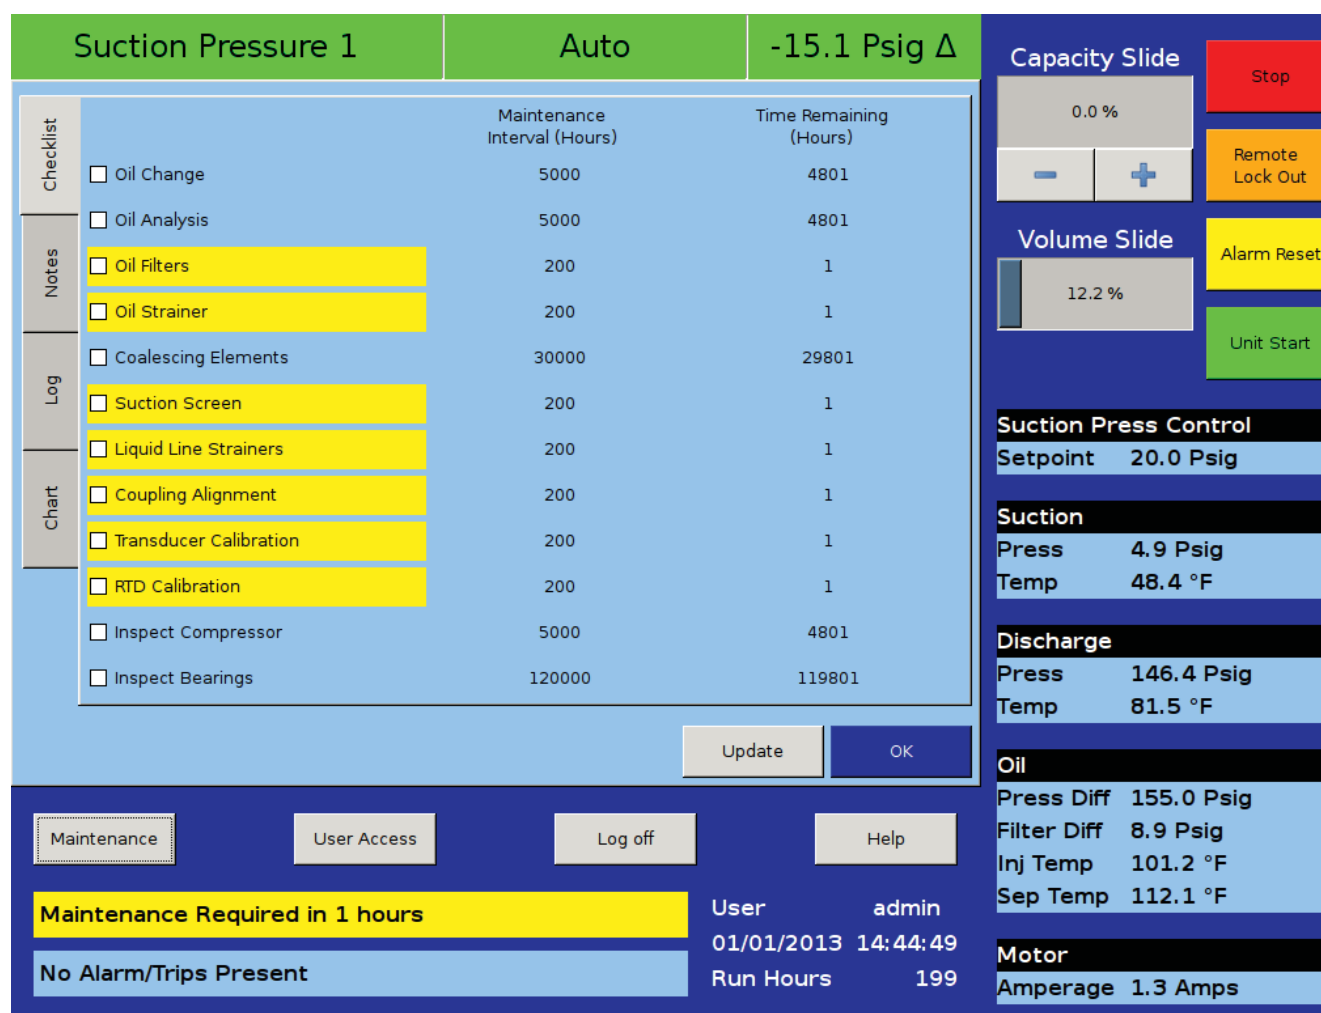 Suction Pressure 1 Auto -15.1 Psig Δ
Checklist
Notes
Log
Chart
Maintenance Interval (Hours) Time Remaining (Hours)
Oil Change 5000 4801
Oil Analysis 5000 4801
Oil Filters 200 1
Oil Strainer 200 1
Coalescing Elements 30000 29801
Suction Screen 200 1
Liquid Line Strainers 200 1
Coupling Alignment 200 1
Transducer Calibration 200 1
RTD Calibration 200 1
Inspect Compressor 5000 4801
Inspect Bearings 120000 119801
Update OK
Maintenance User Access Log off Help
Maintenance Required in 1 hours
No Alarm/Trips Present
User admin
01/01/2013 14:44:49
Run Hours 199
Capacity Slide
0.0 %
Volume Slide
12.2 %
Stop
Remote
Lock Out
Alarm Reset
Unit Start
Suction Press Control
Setpoint 20.0 Psig
Suction
Press 4.9 Psig
Temp 48.4 °F
Discharge
Press 146.4 Psig
Temp 81.5 °F
Oil
Press Diff 155.0 Psig
Filter Diff 8.9 Psig
Inj Temp 101.2 °F
Sep Temp 112.1 °F
Motor
Amperage 1.3 Amps